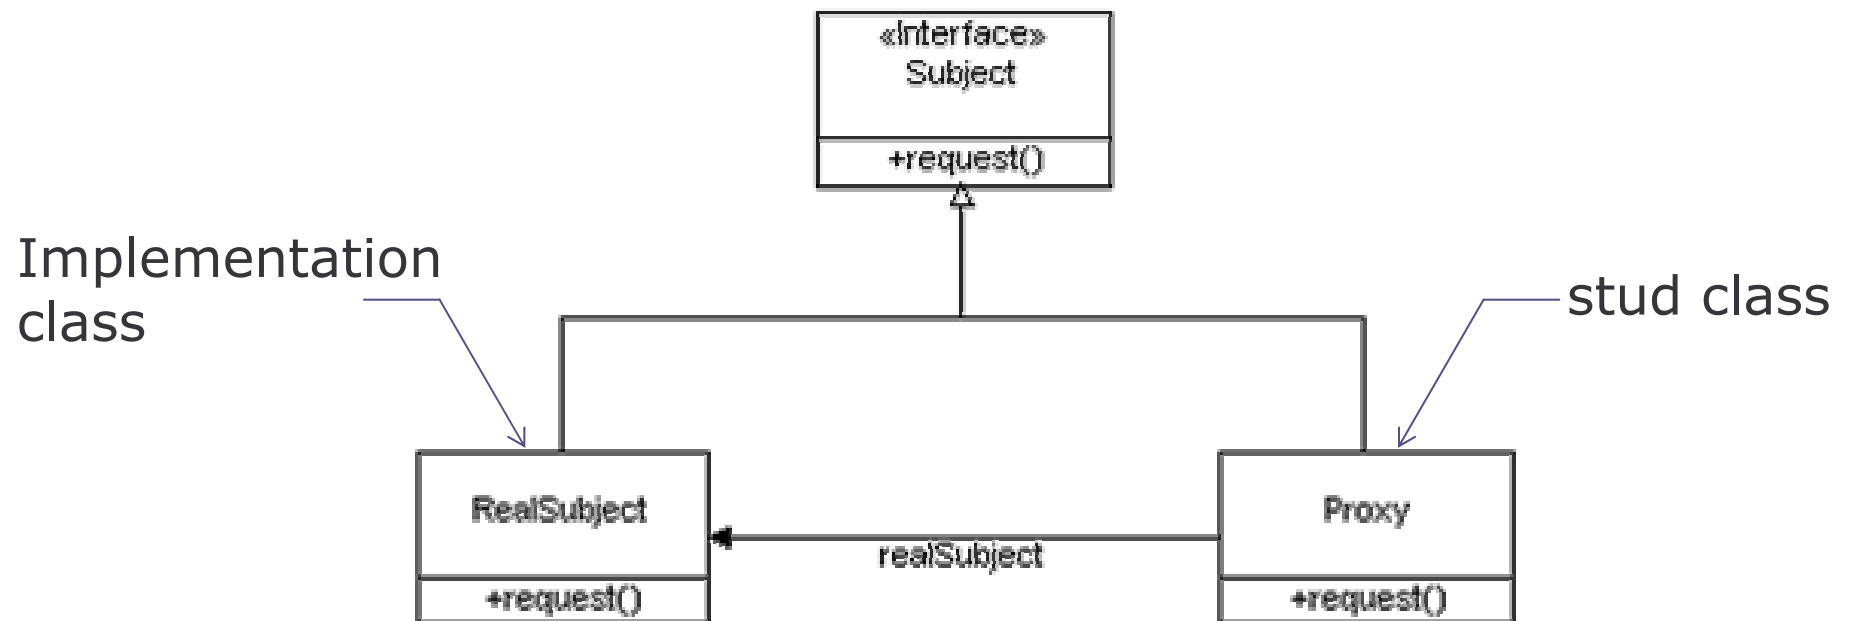 «Interface»
Subject
+request()
Implementation
class
stud class
RealSubject
+request()
realSubject
Proxy
+request()